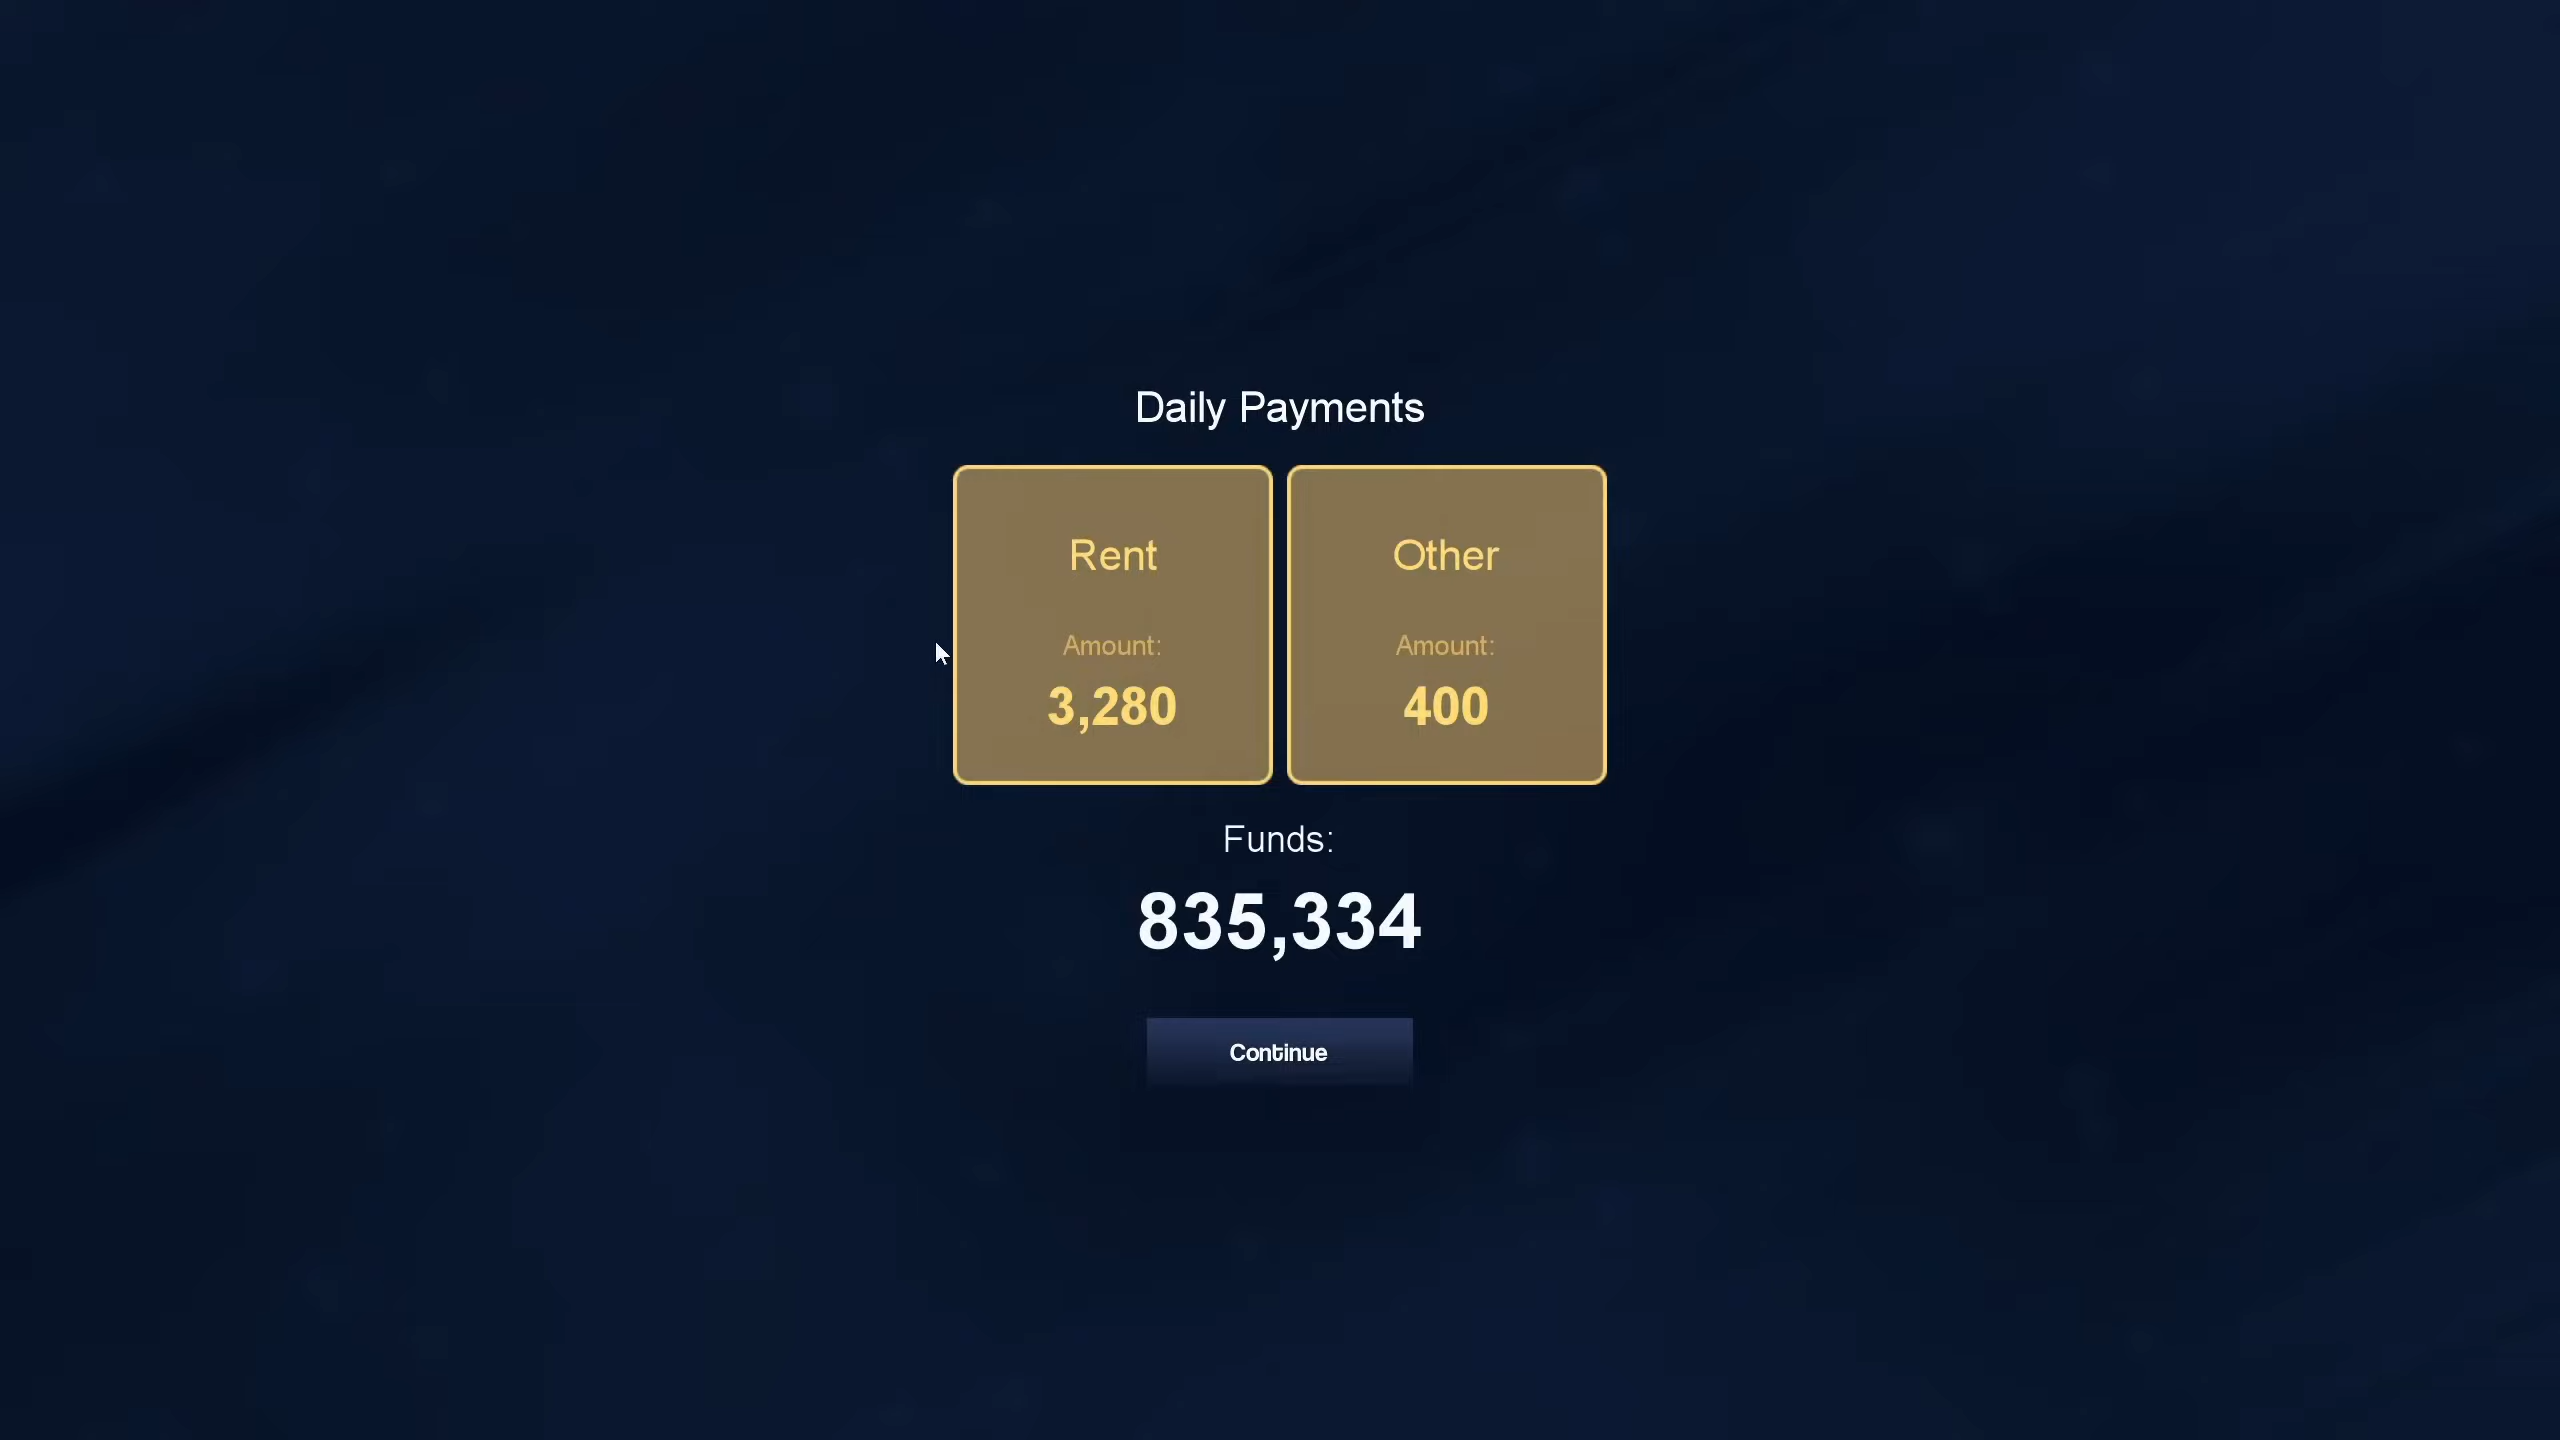 Daily Payments
Rent
Amount:
3,280
Other
Amount:
400
Funds:
835,334
Continue